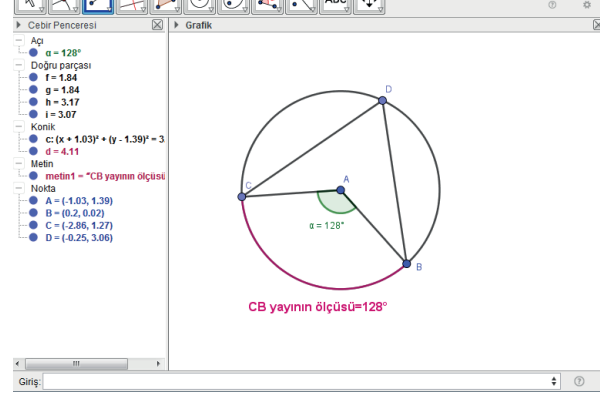 ABC
Cebir Penceresi
Grafik
Açı
α = 128°
Doğru parçası
f = 1.84
g = 1.84
h = 3.17
i = 3.07
Konik
c: (x + 1.03)² + (y - 1.39)² = 3.
d = 4.11
Metin
metin1 = "CB yayının ölçüsü
Nokta
A = (-1.03, 1.39)
B = (0.2, 0.02)
C = (-2.86, 1.27)
D = (-0.25, 3.06)
D
A
C
α = 128°
B
CB yayının ölçüsü=128°
Giriş: